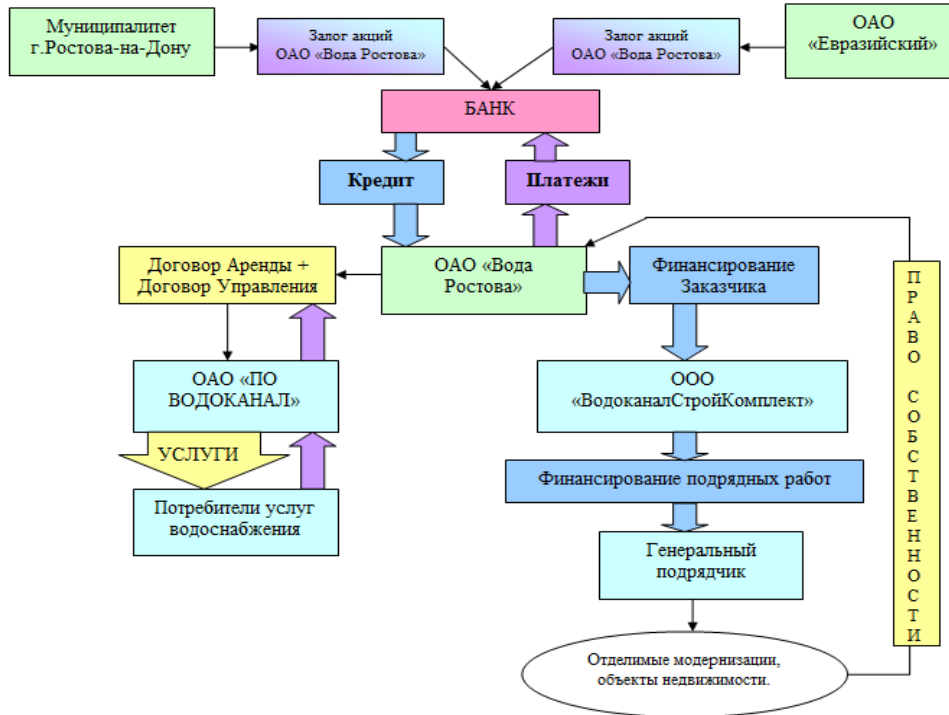 Муниципалитет
г.Ростова-на-Дону
Залог акций
ОАО «Вода Ростова»
Залог акций
ОАО «Вода Ростова»
ОАО
«Евразийский»
БАНК
Кредит
Платежи
Договор Аренды +
Договор Управления
ОАО «Вода
Ростова»
Финансирование
Заказчика
ОАО «ПО
ВОДОКАНАЛ»
ООО
«ВодоканалСтройКомплект»
УСЛУГИ
Финансирование подрядных работ
Потребители услуг
водоснабжения
Генеральный
подрядчик
Отделимые модернизации,
объекты недвижимости.
ПРАВО СОБСТВЕННОСТИ